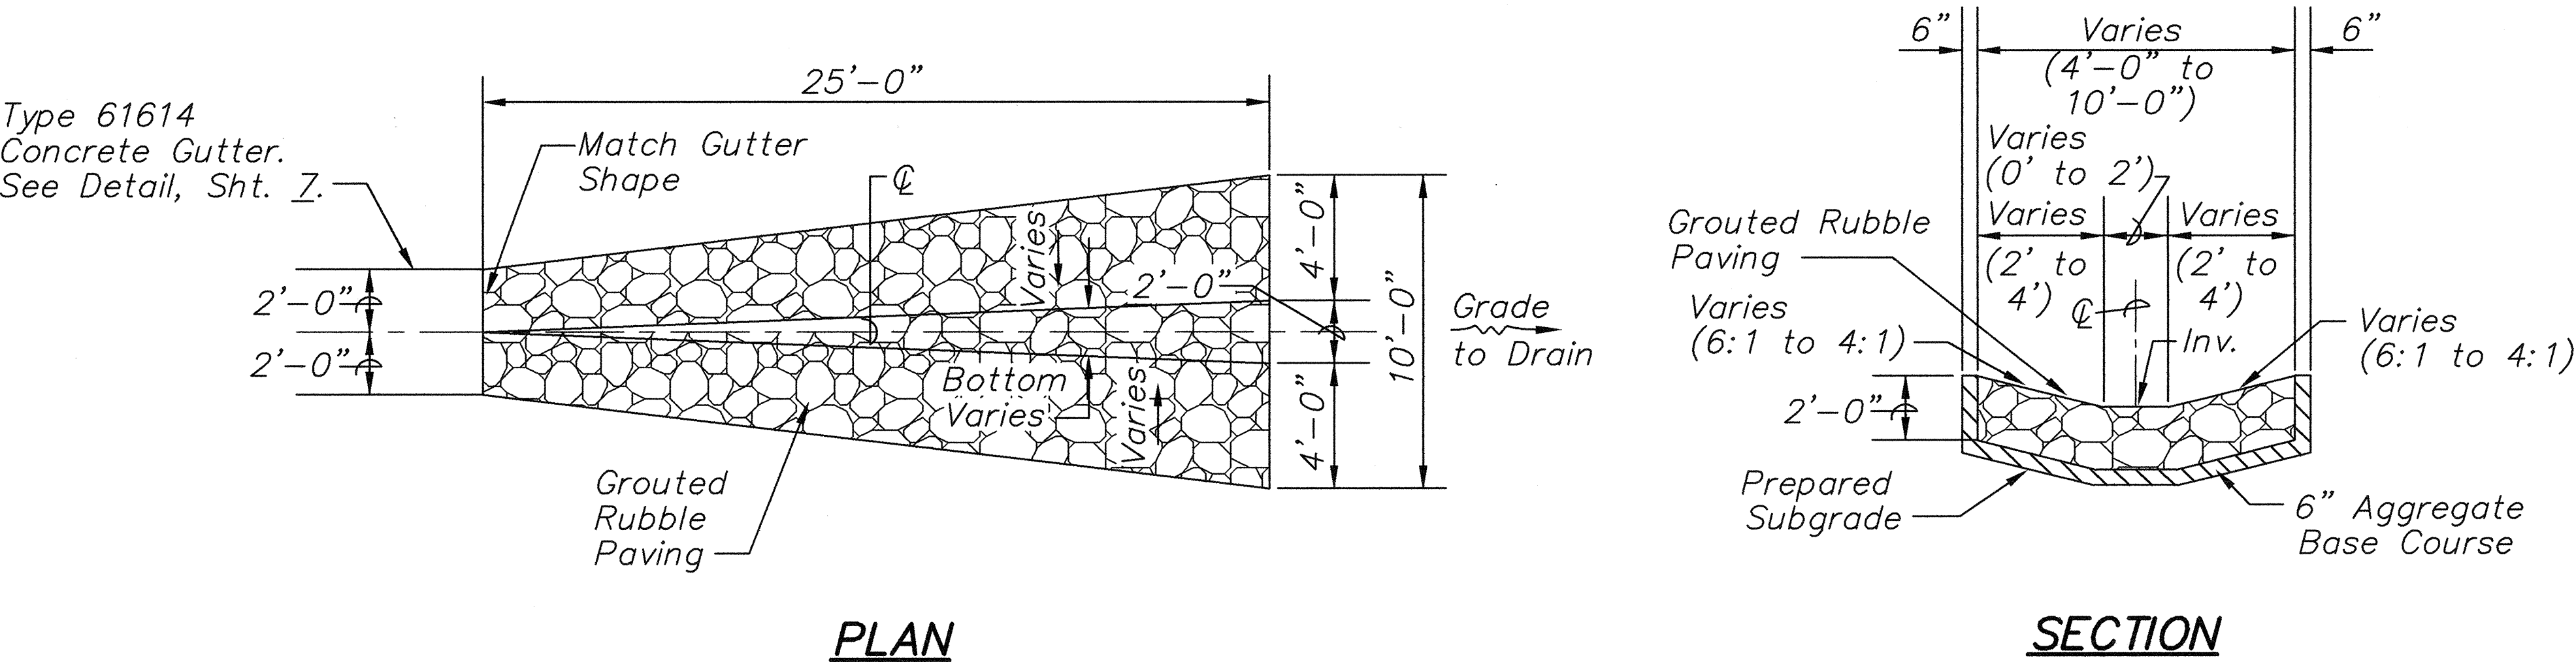 25'-0"
Type 61614
Concrete Gutter.
See Detail, Sht. 7.
Match Gutter
Shape
℄
Varies
2'-0"
4'-0"
2'-0"
2'-0"
10'-0"
Grade
to Drain
Bottom
Varies
Varies
4'-0"
Grouted
Rubble
Paving
PLAN
6"
Varies
(4'-0" to
10'-0")
6"
Varies
(0' to 2')
Grouted Rubble
Paving
Varies
(2' to
4')
Varies
(2' to
4')
℄
Varies
(6:1 to 4:1)
Inv.
Varies
(6:1 to 4:1)
2'-0"
Prepared
Subgrade
6" Aggregate
Base Course
SECTION